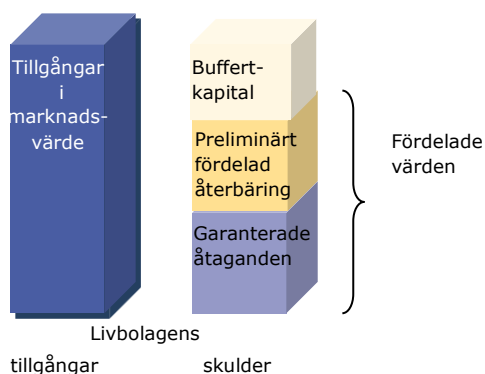 Tillgångar
i
marknads-
värde
Buffert-
kapital
Preliminärt
fördelad
återbäring
Garanterade
åtaganden
Fördelade
värden
Livbolagens
tillgångar
skulder